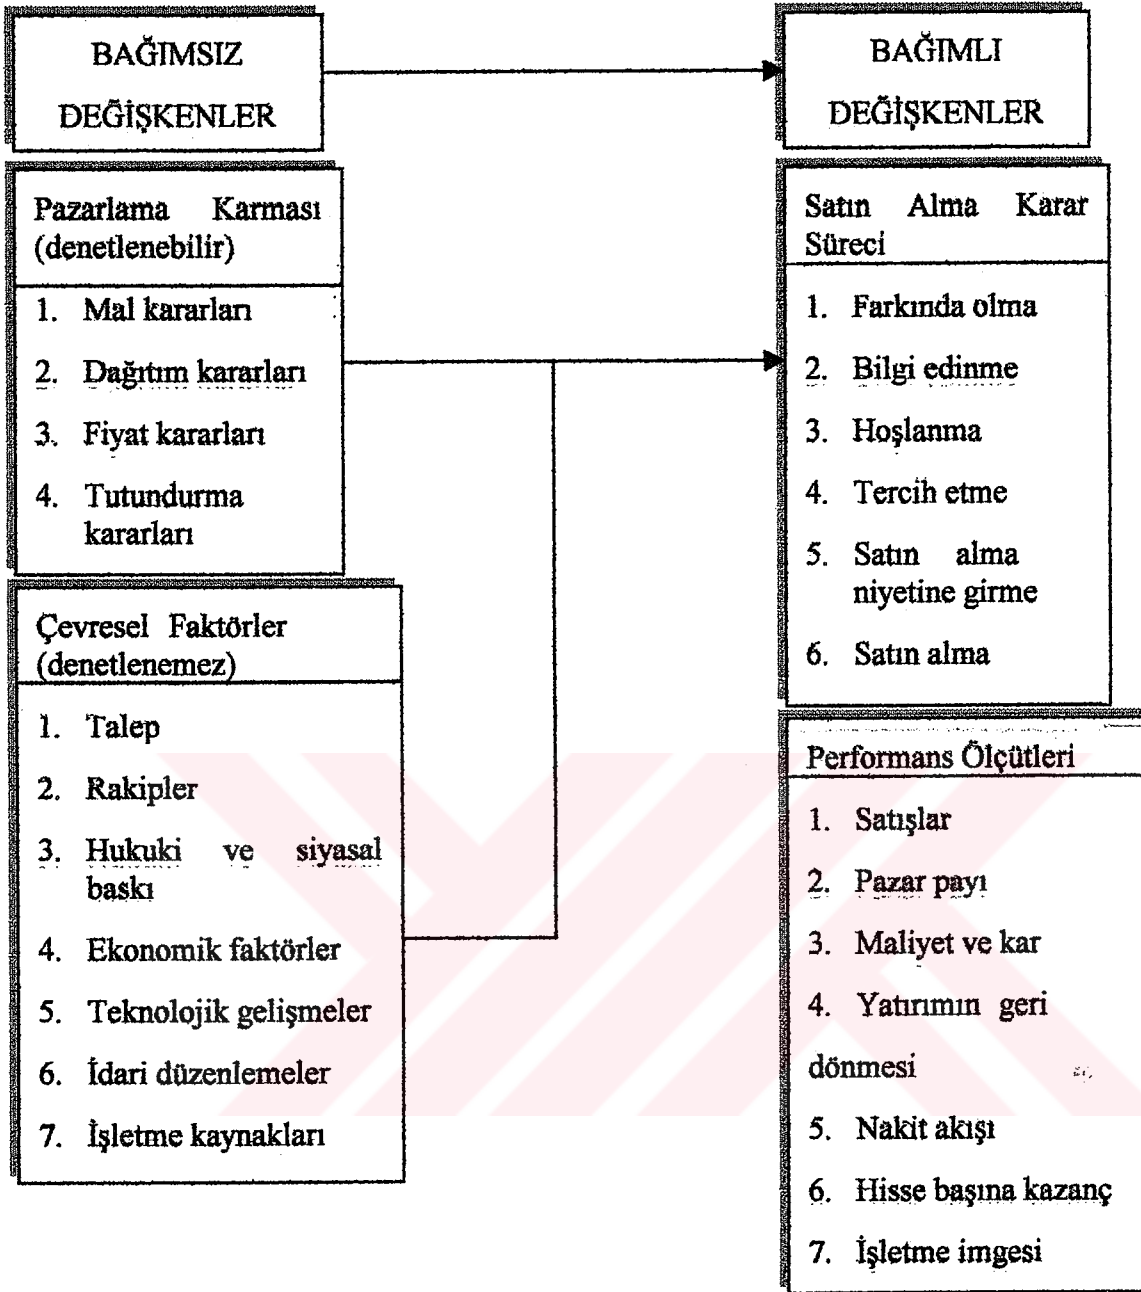 BAĞIMSIZ
DEĞİŞKENLER
Pazarlama Karması
(denetlenebilir)
1. Mal kararları
2. Dağıtım kararları
3. Fiyat kararları
4. Tutundurma
kararları
Çevresel Faktörler
(denetlenemez)
1. Talep
2. Rakipler
3. Hukuki ve siyasal
baskı
4. Ekonomik faktörler
5. Teknolojik gelişmeler
6. İdari düzenlemeler
7. İşletme kaynakları
BAĞIMLI
DEĞİŞKENLER
Satın Alma Karar
Süreci
1. Farkında olma
2. Bilgi edinme
3. Hoşlanma
4. Tercih etme
5. Satın alma
niyetine girme
6. Satın alma
Performans Ölçütleri
1. Satışlar
2. Pazar payı
3. Maliyet ve kar
4. Yatırımın geri
dönmesi
5. Nakit akışı
6. Hisse başına kazanç
7. İşletme imgesi